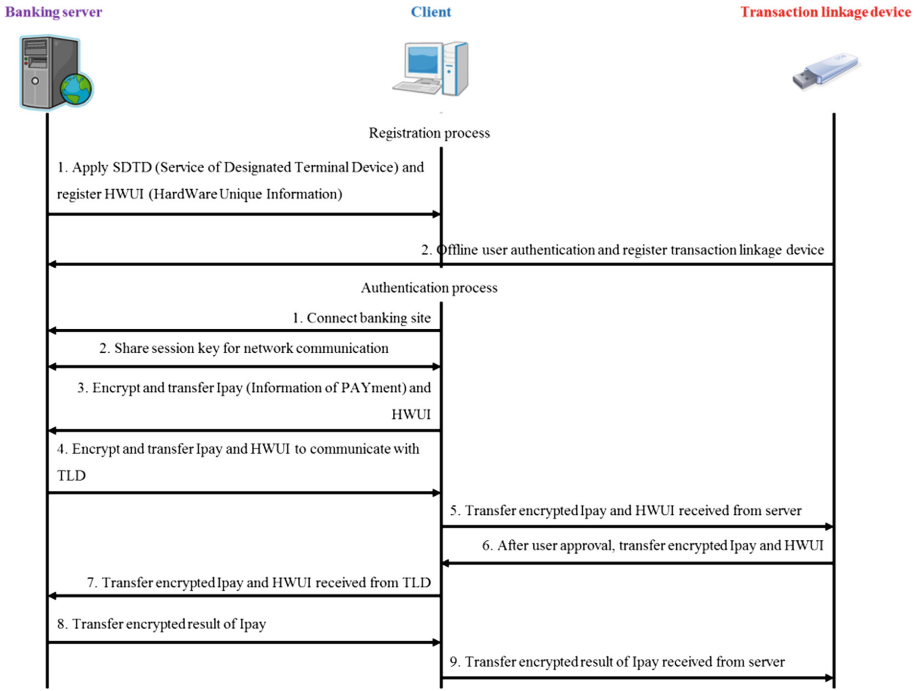 Banking server
Client
Transaction linkage device
Registration process
1. Apply SDTD (Service of Designated Terminal Device) and
register HWUI (HardWare Unique Information)
2. Offline user authentication and register transaction linkage device
Authentication process
1. Connect banking site
2. Share session key for network communication
3. Encrypt and transfer Ipay (Information of PAYment) and
HWUI
4. Encrypt and transfer Ipay and HWUI to communicate with
TLD
5. Transfer encrypted Ipay and HWUI received from server
6. After user approval, transfer encrypted Ipay and HWUI
7. Transfer encrypted Ipay and HWUI received from TLD
8. Transfer encrypted result of Ipay
9. Transfer encrypted result of Ipay received from server